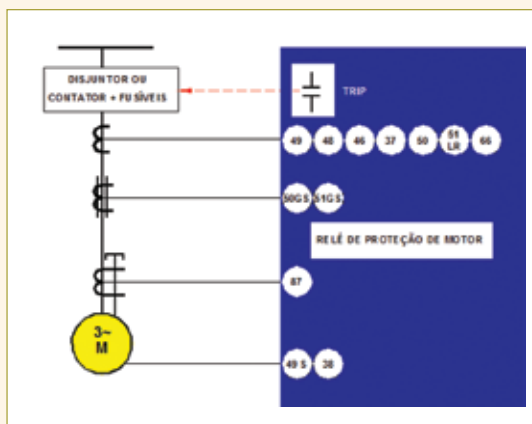 DISJUNTOR OU
CONTATOR + FUSÍVEIS
TRIP
49 48 46 37 50 51 LR 66
50GS 51GS
RELÊ DE PROTEÇÃO DE MOTOR
87
3~
M
49 S 38